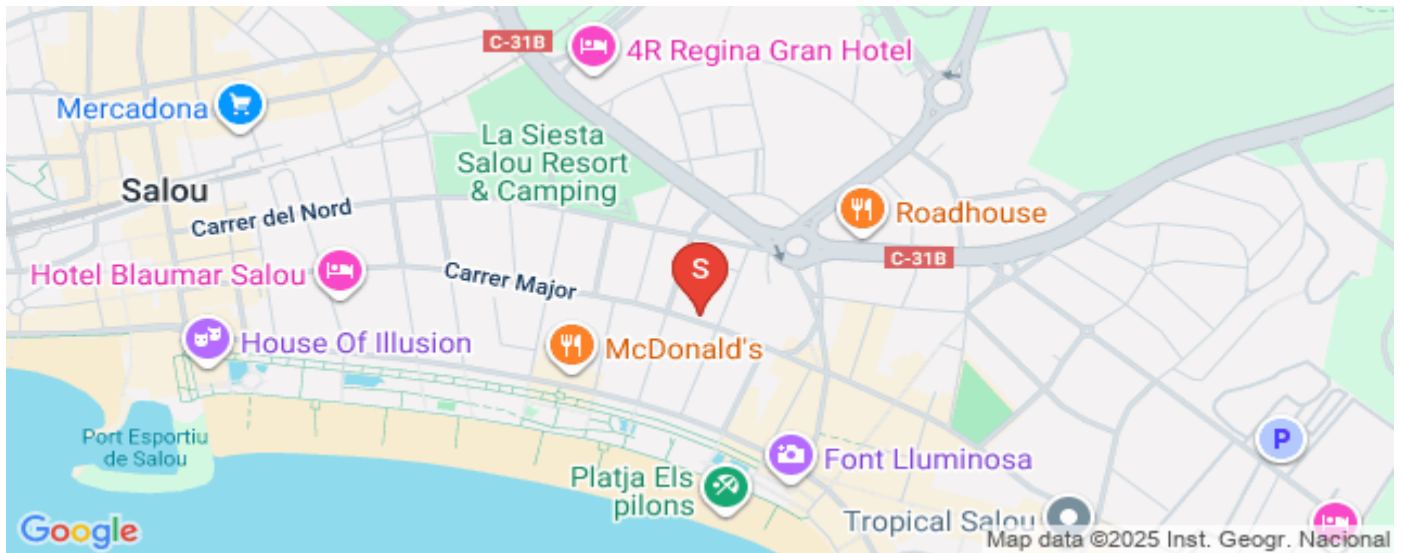 C-31B
4R Regina Gran Hotel
Mercadona
La Siesta
Salou Resort
& Camping
Salou
Carrer del Nord
Roadhouse
C-31B
Hotel Blaumar Salou
Carrer Major
S
House Of Illusion
McDonald's
Port Esportiu
de Salou
Platja Els
pilons
Font Lluminosa
P
Tropical Salou
Google
Map data ©2025 Inst. Geogr. Nacional